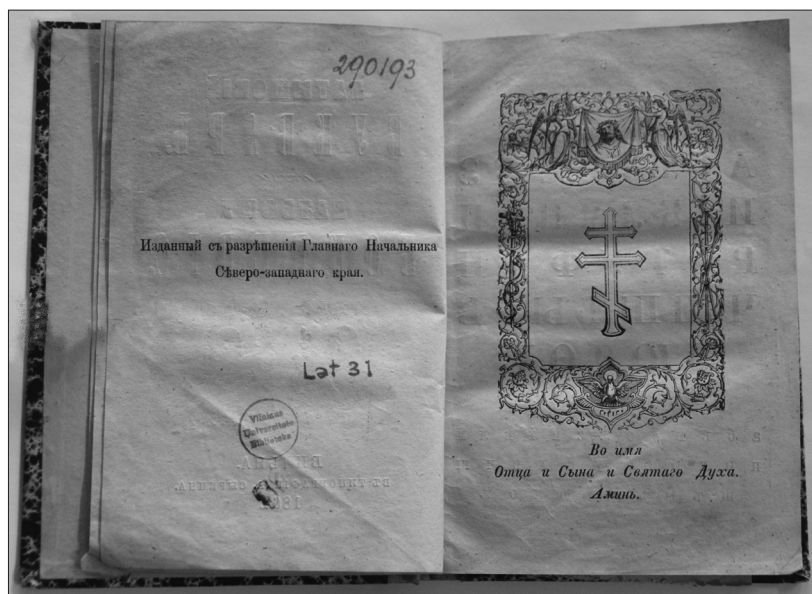 290193
Изданный съ разрѣшенія Главнаго Начальника
Сѣверо-западнаго края.
Lat 31
Vilniaus
Universiteto
Biblioteka
Во имя
Отца и Сына и Святаго Духа.
Аминь.